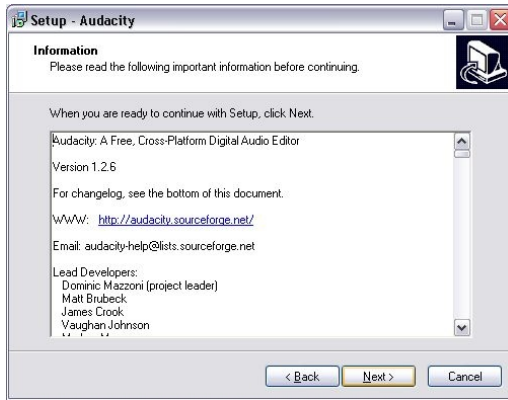 Setup - Audacity
Information
Please read the following important information before continuing.
When you are ready to continue with Setup, click Next.
Audacity: A Free, Cross-Platform Digital Audio Editor
Version 1.2.6
For changelog, see the bottom of this document.
WWW: http://audacity.sourceforge.net/
Email: audacity-help@lists.sourceforge.net
Lead Developers:
Dominic Mazzoni (project leader)
Matt Brubeck
James Crook
Vaughan Johnson
< Back Next > Cancel